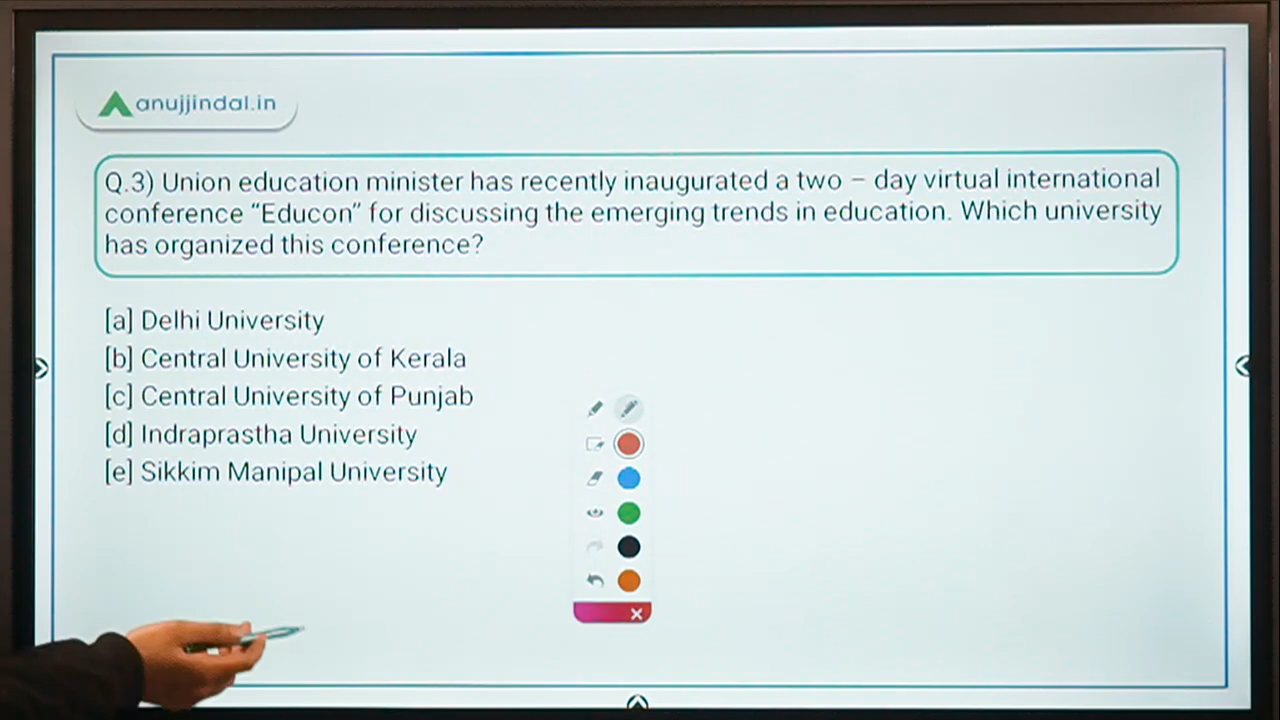 anujjindal.in
Q.3) Union education minister has recently inaugurated a two – day virtual international
conference “Educon” for discussing the emerging trends in education. Which university
has organized this conference?
[a] Delhi University
[b] Central University of Kerala
[c] Central University of Punjab
[d] Indraprastha University
[e] Sikkim Manipal University